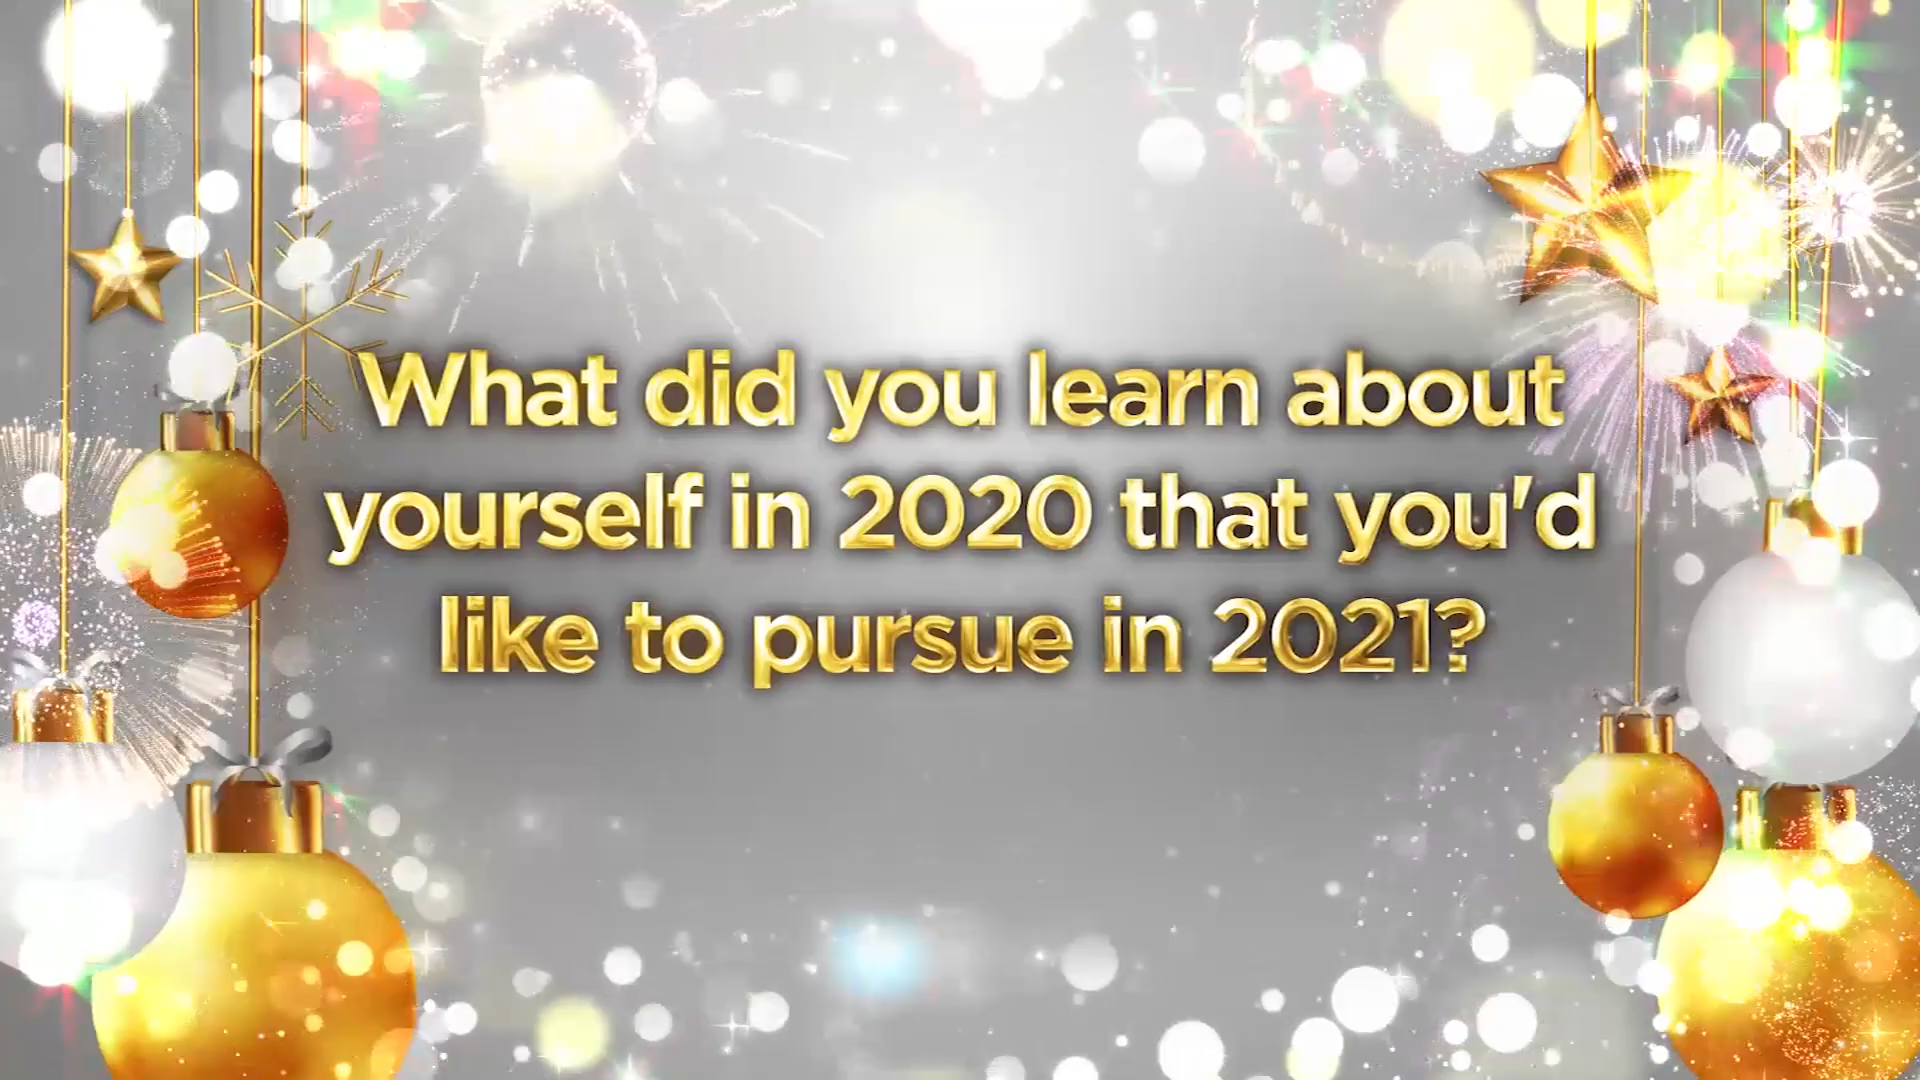 What did you learn about
yourself in 2020 that you'd
like to pursue in 2021?